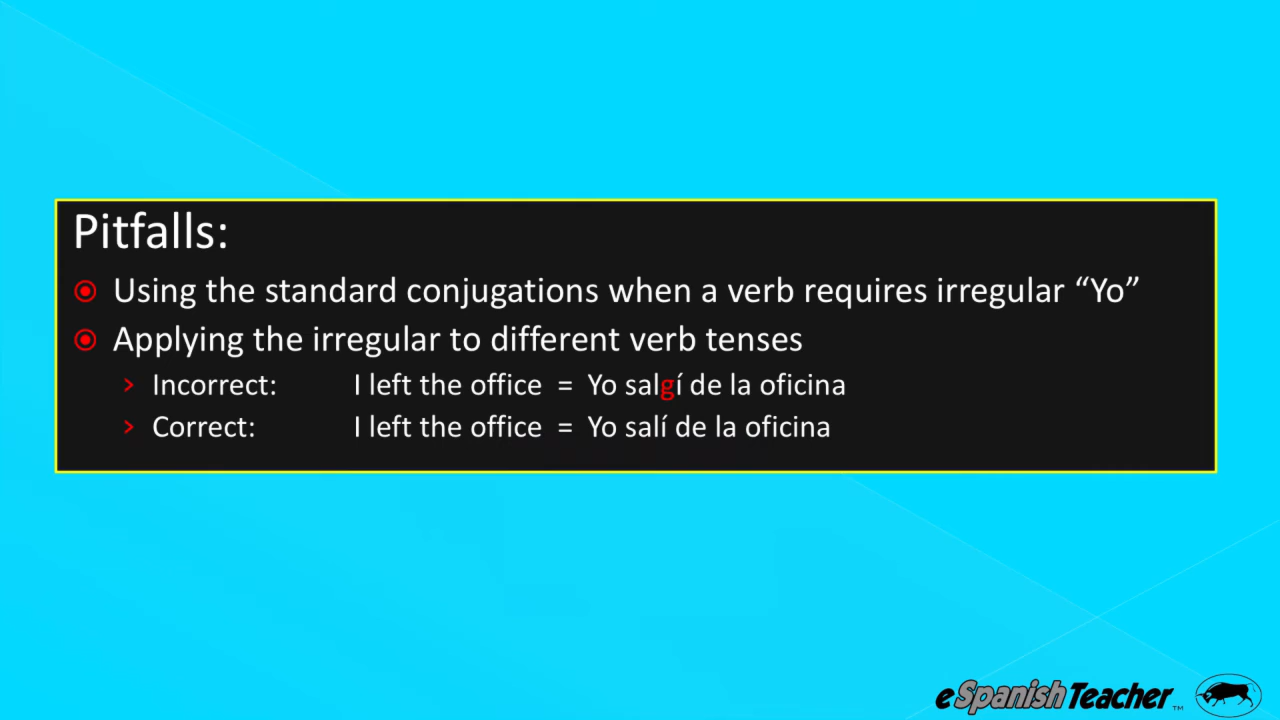 Pitfalls:
Using the standard conjugations when a verb requires irregular “Yo”
Applying the irregular to different verb tenses
Incorrect: I left the office = Yo salgí de la oficina
Correct: I left the office = Yo salí de la oficina
eSpanishTeacher™